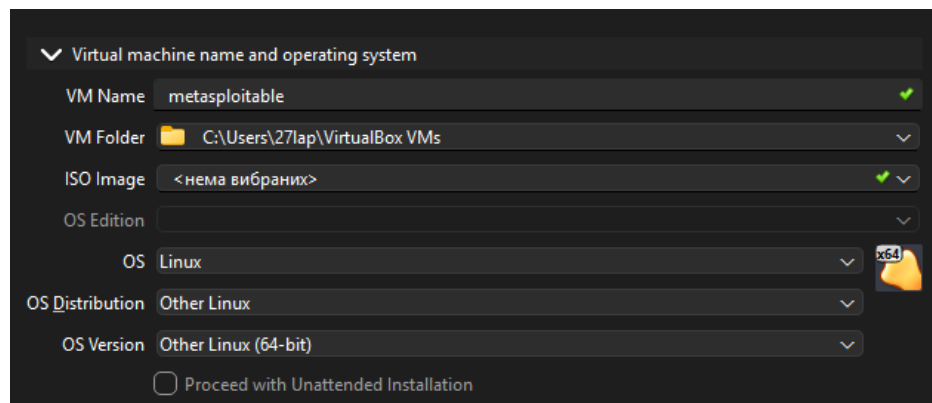 Virtual machine name and operating system
VM Name metasploitable
VM Folder C:\Users\27lap\VirtualBox VMs
ISO Image <нема вибраних>
OS Edition
OS Linux
x64
OS Distribution Other Linux
OS Version Other Linux (64-bit)
Proceed with Unattended Installation